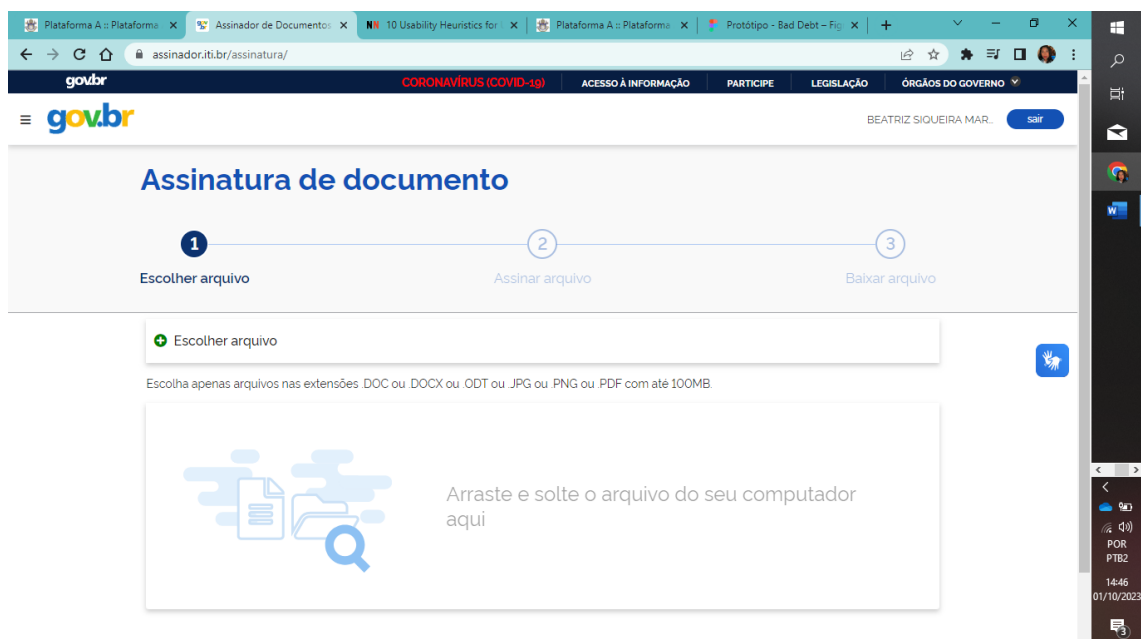 Plataforma A :: Plataforma
Assinador de Documentos
10 Usability Heuristics for
Plataforma A :: Plataforma
Protótipo - Bad Debt – Fig
assinador.iti.br/assinatura/
gov.br
CORONAVÍRUS (COVID-19)
ACESSO À INFORMAÇÃO
PARTICIPE
LEGISLAÇÃO
ÓRGÃOS DO GOVERNO
gov.br
BEATRIZ SIQUEIRA MAR...
sair
Assinatura de documento
1
2
3
Escolher arquivo
Assinar arquivo
Baixar arquivo
Escolher arquivo
Escolha apenas arquivos nas extensões .DOC ou .DOCX ou .ODT ou .JPG ou .PNG ou .PDF com até 100MB.
Arraste e solte o arquivo do seu computador
aqui
POR
PTB2
14:46
01/10/2023
3